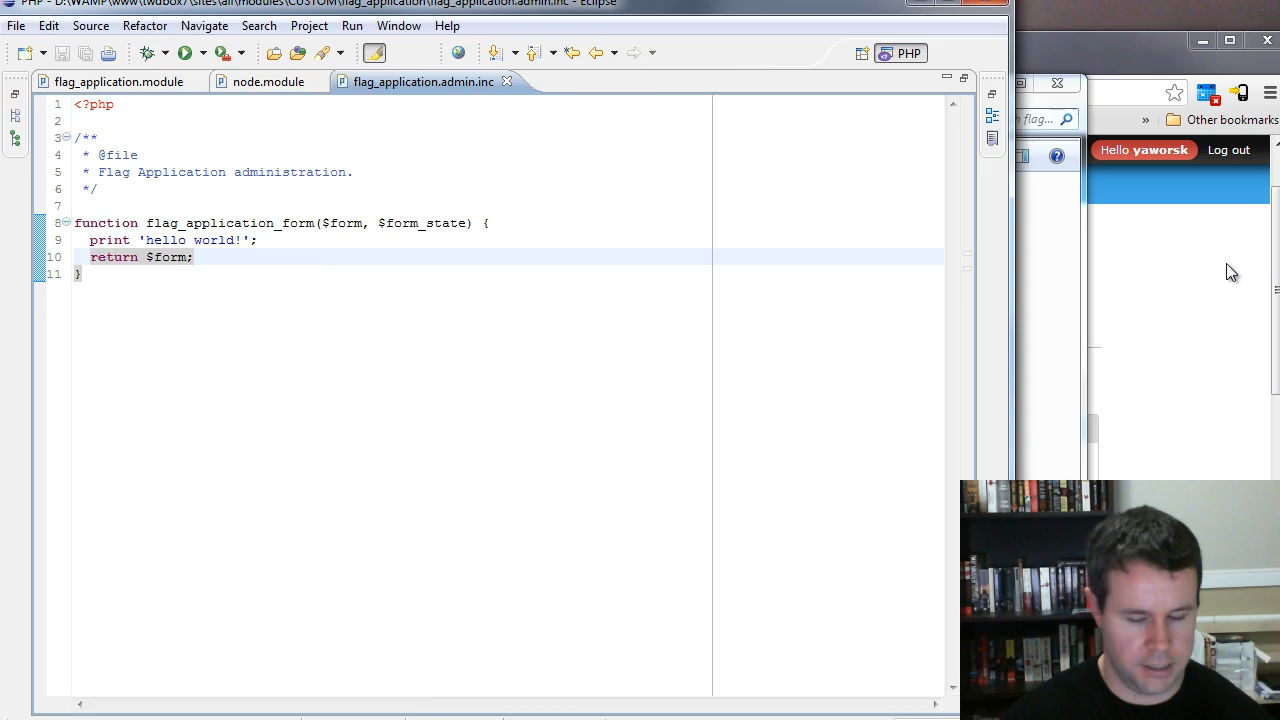 PHP - D:\WAMP\www\twdbox7\sites\all\modules\CUSTOM\flag_application\flag_application.admin.inc - Eclipse
File Edit Source Refactor Navigate Search Project Run Window Help
PHP
flag_application.module node.module flag_application.admin.inc
1 <?php
2
3 /**
4 * @file
5 * Flag Application administration.
6 */
7
8 function flag_application_form($form, $form_state) {
9 print 'hello world!';
10 return $form;
11 }
flag...
» Other bookmarks
Hello yaworsk Log out